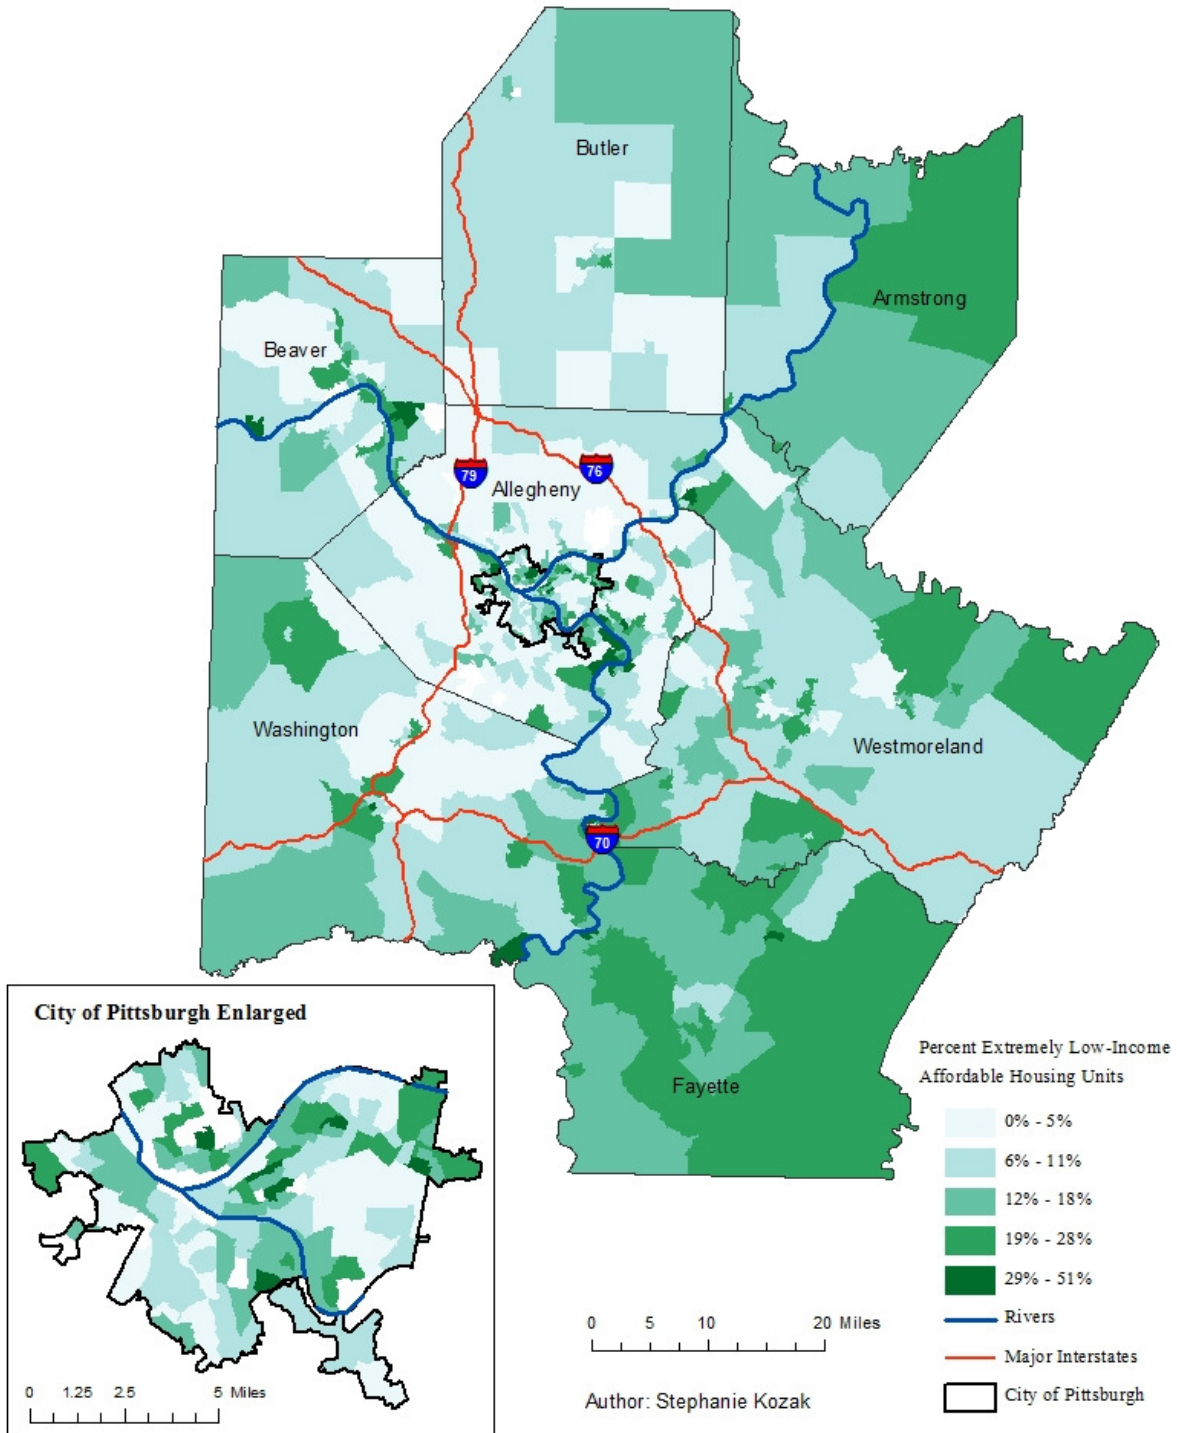 Butler
Armstrong
Beaver
79
76
Allegheny
Washington
Westmoreland
70
Fayette
City of Pittsburgh Enlarged
0 1.25 2.5 5 Miles
Percent Extremely Low-Income
Affordable Housing Units
0% - 5%
6% - 11%
12% - 18%
19% - 28%
29% - 51%
Rivers
Major Interstates
City of Pittsburgh
0 5 10 20 Miles
Author: Stephanie Kozak